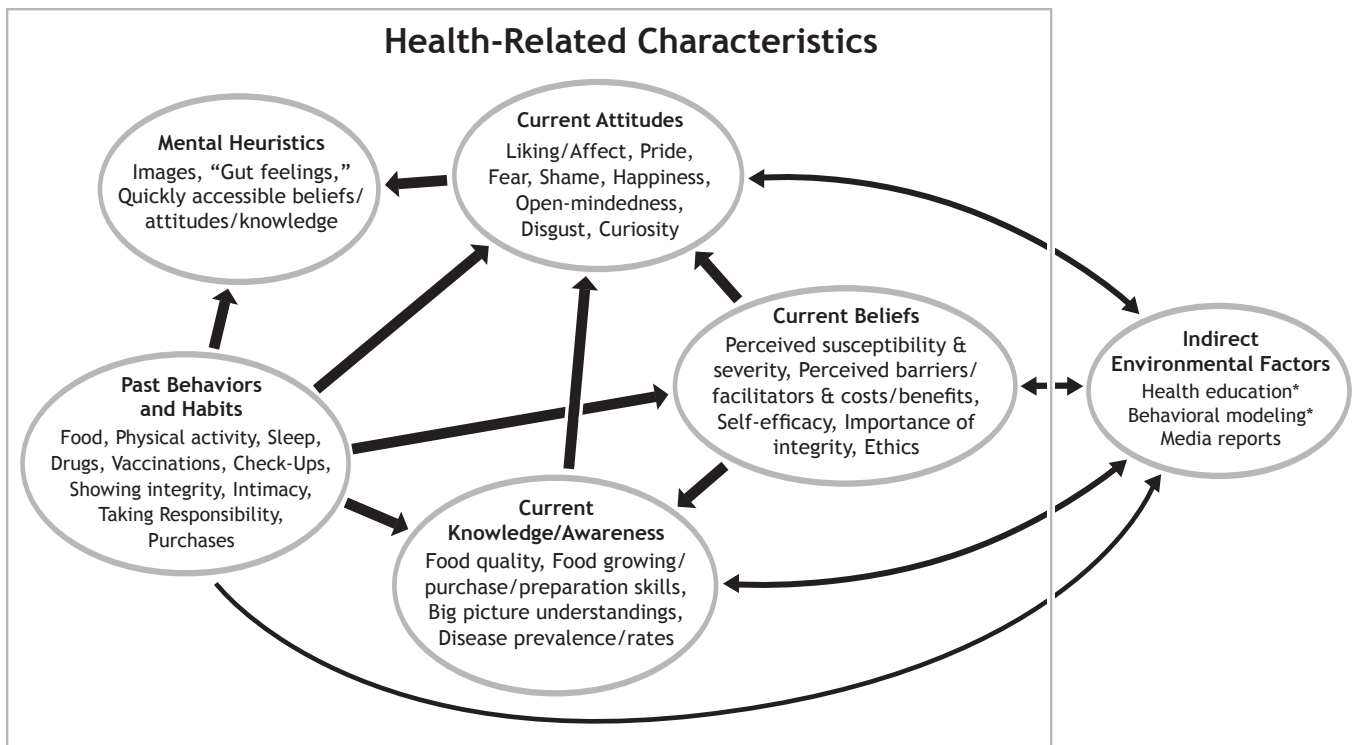 Health-Related Characteristics
Mental Heuristics
Images, “Gut feelings,”
Quickly accessible beliefs/
attitudes/knowledge
Current Attitudes
Liking/Affect, Pride,
Fear, Shame, Happiness,
Open-mindedness,
Disgust, Curiosity
Current Beliefs
Perceived susceptibility &
severity, Perceived barriers/
facilitators & costs/benefits,
Self-efficacy, Importance of
integrity, Ethics
Indirect
Environmental Factors
Health education*
Behavioral modeling*
Media reports
Past Behaviors
and Habits
Food, Physical activity, Sleep,
Drugs, Vaccinations, Check-Ups,
Showing integrity, Intimacy,
Taking Responsibility,
Purchases
Current
Knowledge/Awareness
Food quality, Food growing/
purchase/preparation skills,
Big picture understandings,
Disease prevalence/rates